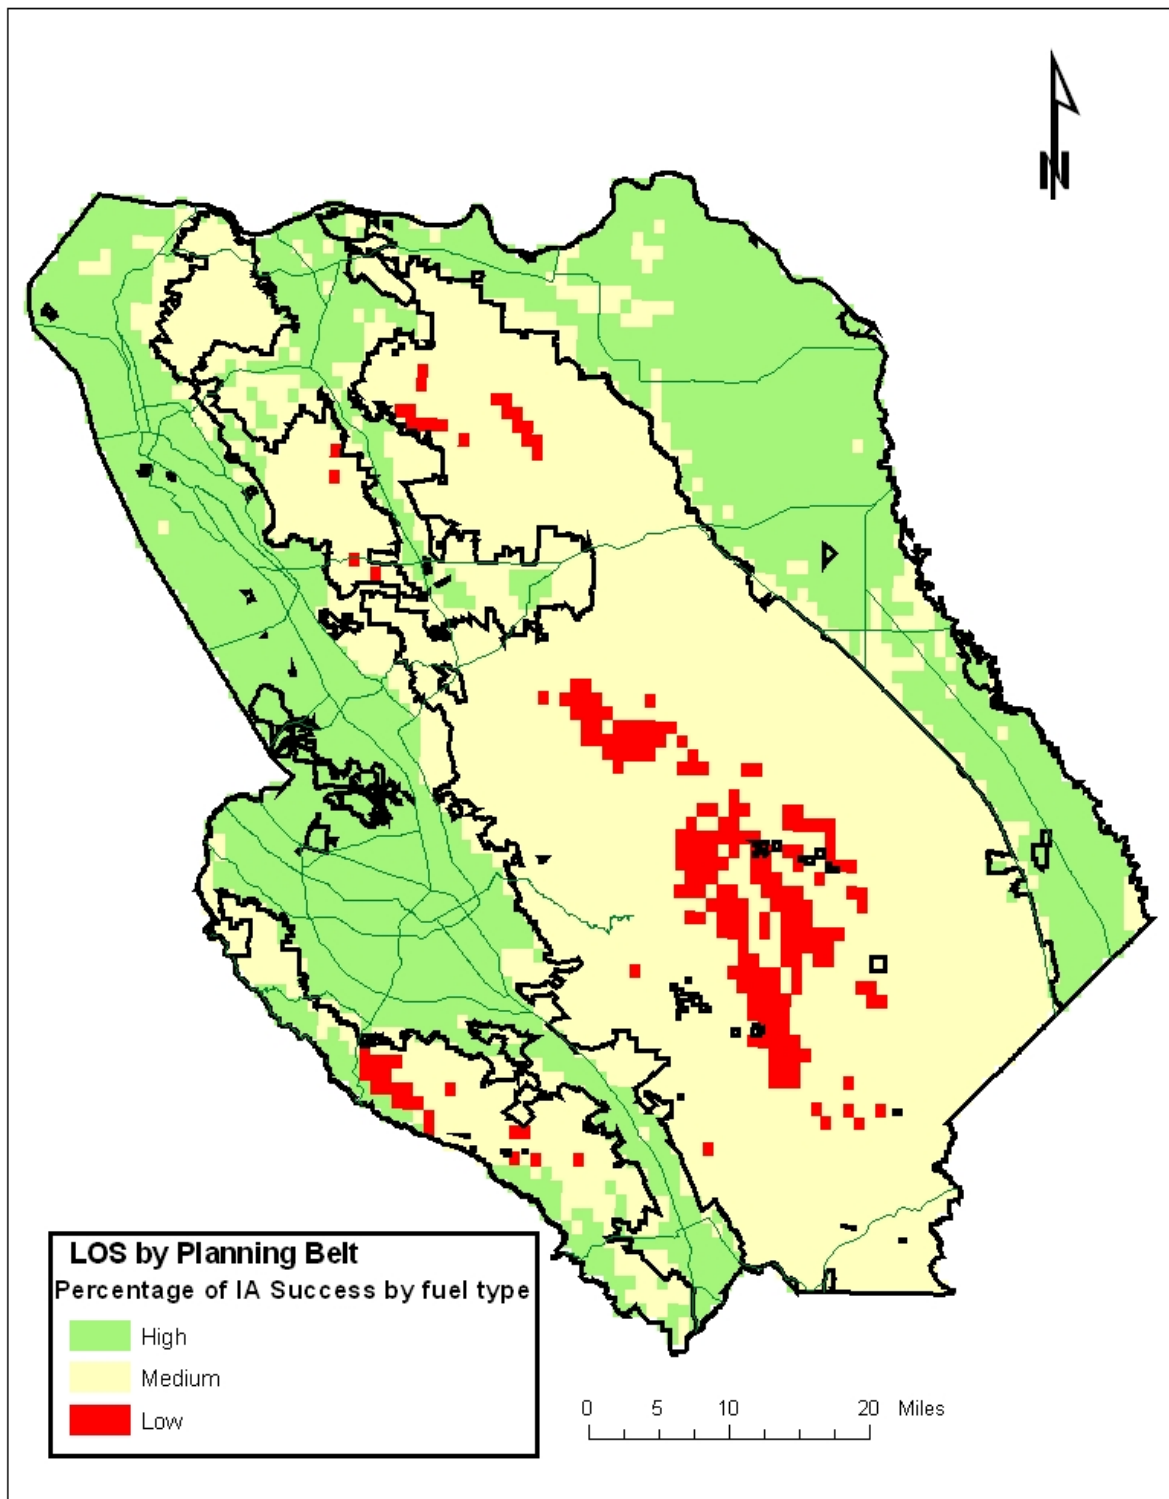 N
LOS by Planning Belt
Percentage of IA Success by fuel type
High
Medium
Low
0 5 10 20 Miles